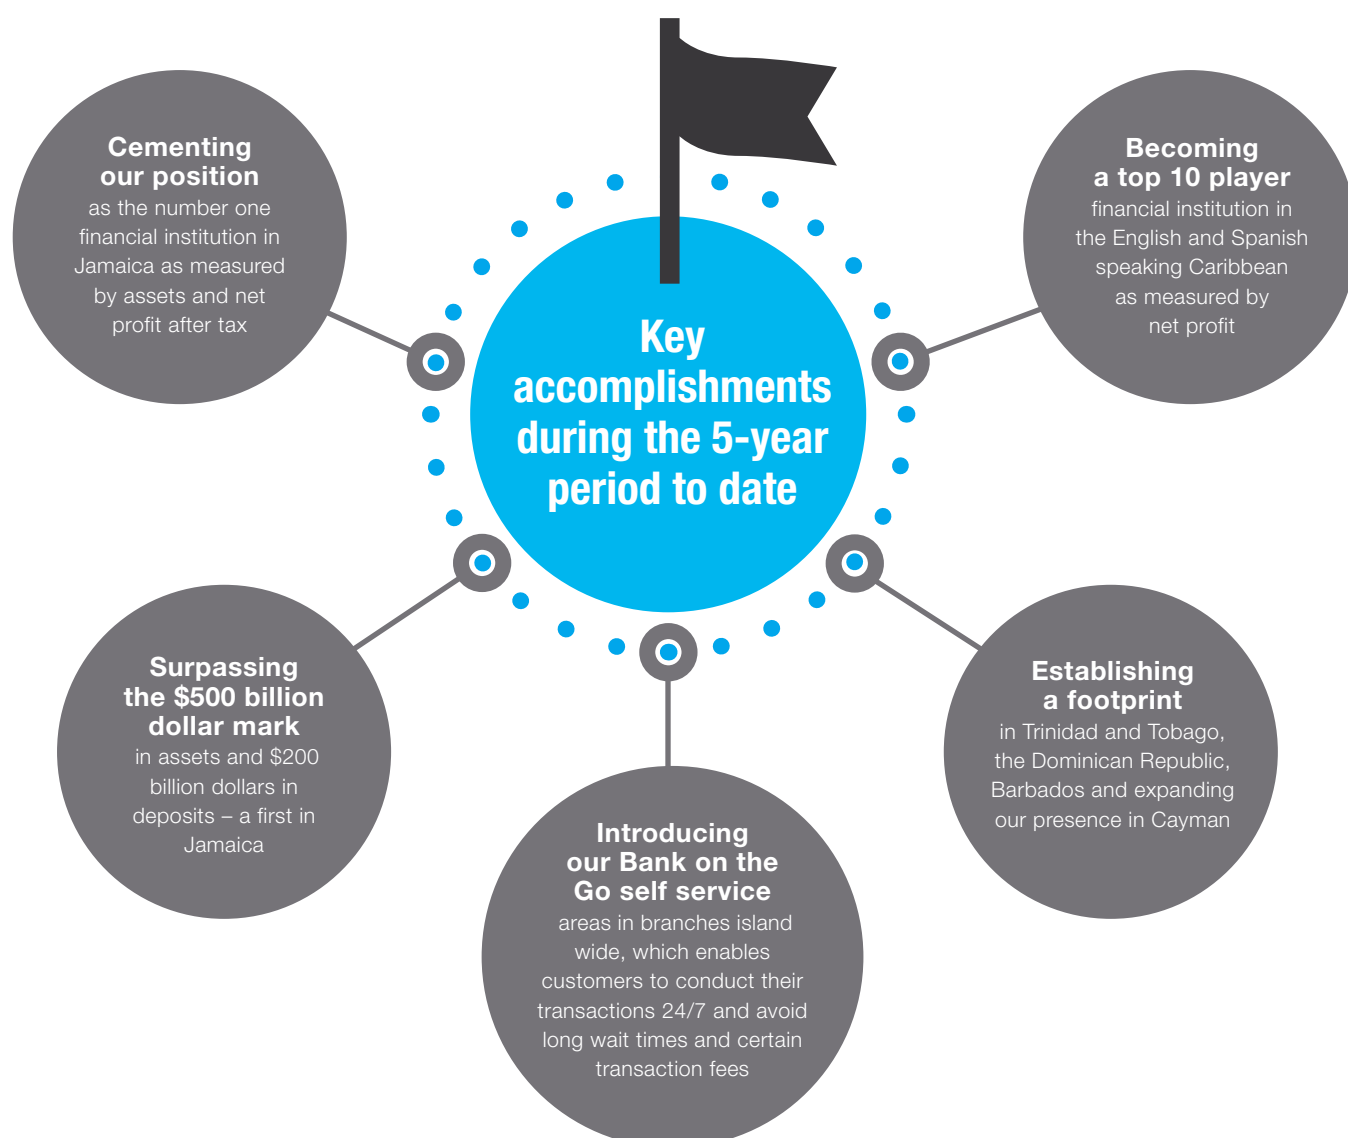 Key
accomplishments
during the 5-year
period to date
Cementing
our position
as the number one
financial institution in
Jamaica as measured
by assets and net
profit after tax
Becoming
a top 10 player
financial institution in
the English and Spanish
speaking Caribbean
as measured by
net profit
Surpassing
the $500 billion
dollar mark
in assets and $200
billion dollars in
deposits – a first in
Jamaica
Introducing
our Bank on the
Go self service
areas in branches island
wide, which enables
customers to conduct their
transactions 24/7 and avoid
long wait times and certain
transaction fees
Establishing
a footprint
in Trinidad and Tobago,
the Dominican Republic,
Barbados and expanding
our presence in Cayman